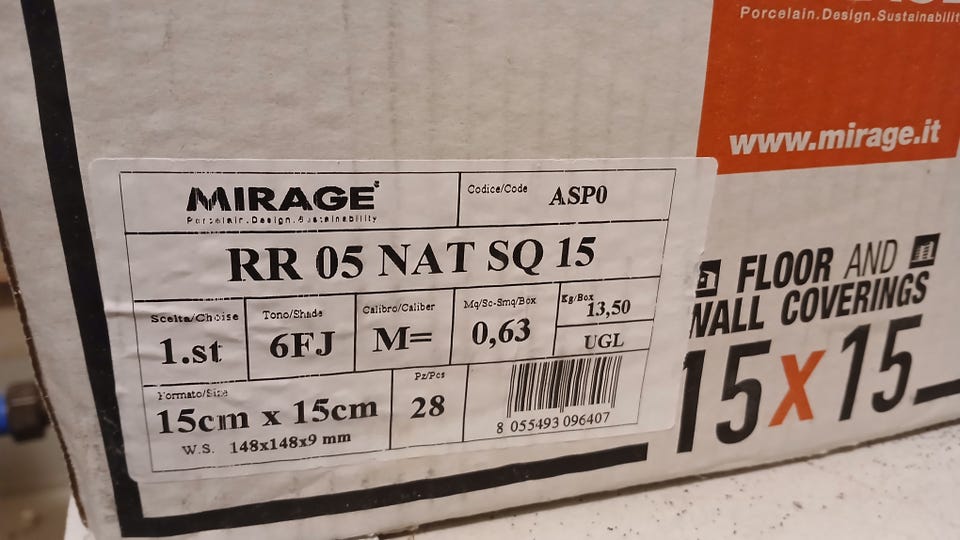 Porcelain.Design.Sustainability
www.mirage.it
MIRAGE
Porcelain.Design.Sustainability
Codice/Code ASP0
RR 05 NAT SQ 15
Scelta/Choise
1.st
Tono/Shade
6FJ
Calibro/Caliber
M=
Mq/Sc-Smq/Box
0,63
Kg/Box
13,50
UGL
Formato/Size
15cm x 15cm
W.S. 148x148x9 mm
Pz/Pcs
28
8 055493 096407
FLOOR AND
WALL COVERINGS
15x15